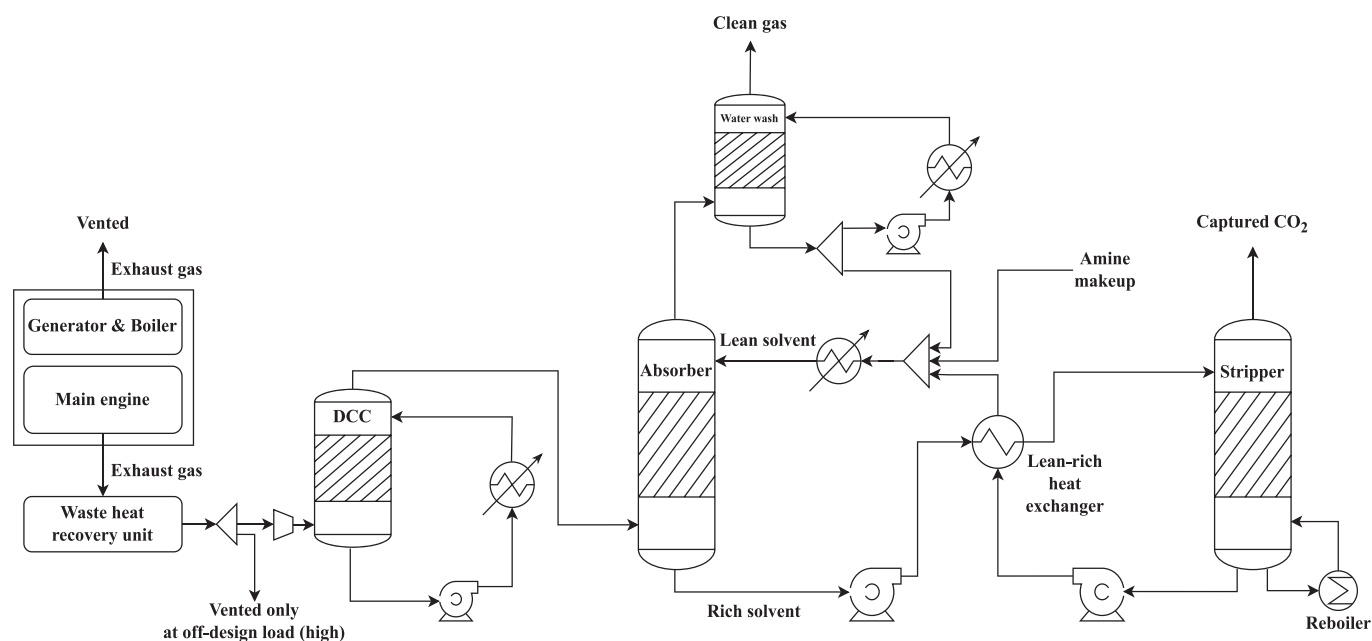 Clean gas
Water wash
Vented
Exhaust gas
Generator & Boiler
Main engine
Exhaust gas
Waste heat
recovery unit
Vented only
at off-design load (high)
DCC
Absorber
Lean solvent
Rich solvent
Amine
makeup
Lean-rich
heat
exchanger
Captured CO₂
Stripper
Reboiler